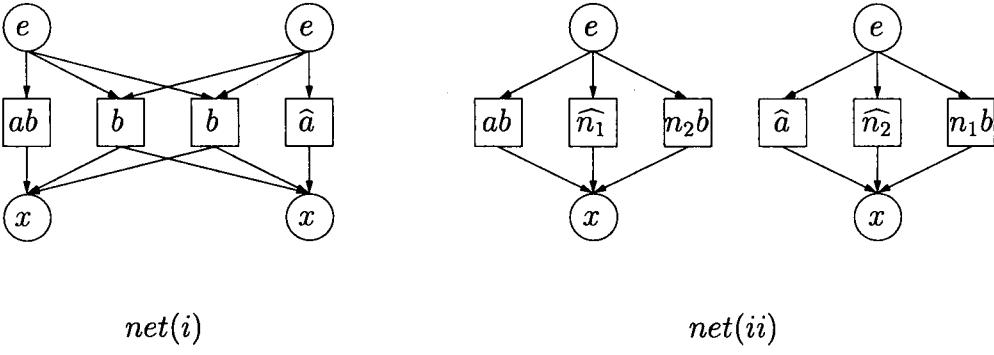 e e e e
ab b b â ab n̂₁ n₂b â n̂₂ n₁b
x x x x
net(i) net(ii)